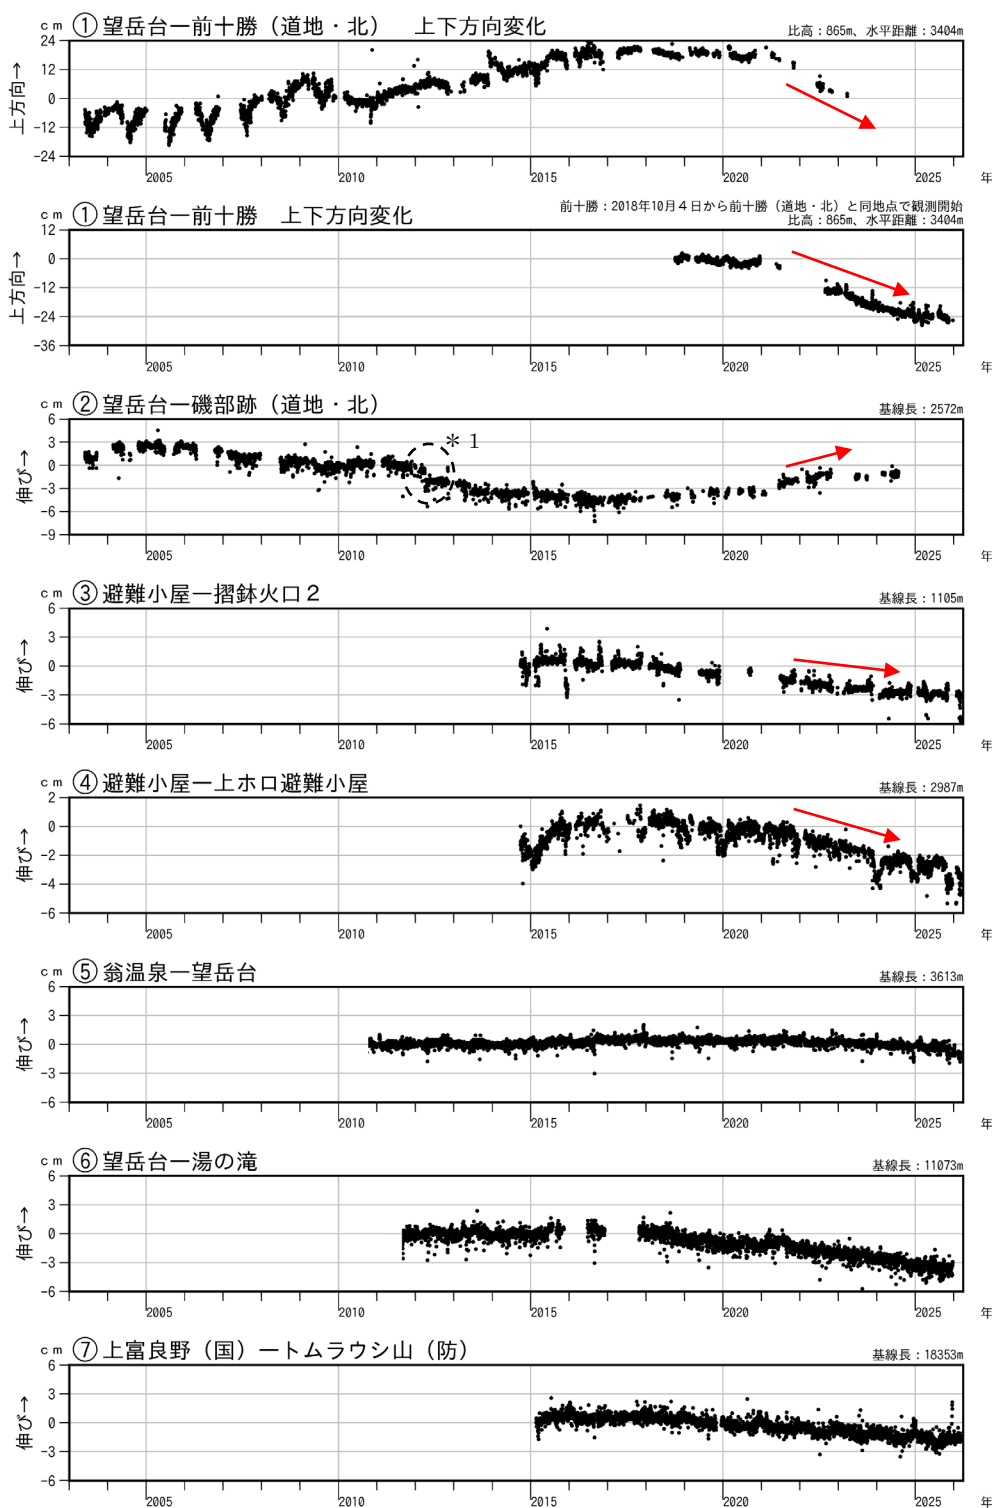 cm ①望岳台ー前十勝（道地・北）　上下方向変化
比高：865m、水平距離：3404m
24
12
0
-12
-24
上方向→
2005 2010 2015 2020 2025 年
cm ①望岳台ー前十勝　上下方向変化
前十勝：2018年10月４日から前十勝（道地・北）と同地点で観測開始
比高：865m、水平距離：3404m
12
0
-12
-24
-36
上方向→
2005 2010 2015 2020 2025 年
cm ②望岳台ー磯部跡（道地・北）
基線長：2572m
6
3
0
-3
-6
-9
伸び→
＊1
2005 2010 2015 2020 2025 年
cm ③避難小屋ー摺鉢火口２
基線長：1105m
6
3
0
-3
-6
伸び→
2005 2010 2015 2020 2025 年
cm ④避難小屋ー上ホロ避難小屋
基線長：2987m
2
0
-2
-4
-6
伸び→
2005 2010 2015 2020 2025 年
cm ⑤翁温泉ー望岳台
基線長：3613m
6
3
0
-3
-6
伸び→
2005 2010 2015 2020 2025 年
cm ⑥望岳台ー湯の滝
基線長：11073m
6
3
0
-3
-6
伸び→
2005 2010 2015 2020 2025 年
cm ⑦上富良野（国）ートムラウシ山（防）
基線長：18353m
6
3
0
-3
-6
伸び→
2005 2010 2015 2020 2025 年